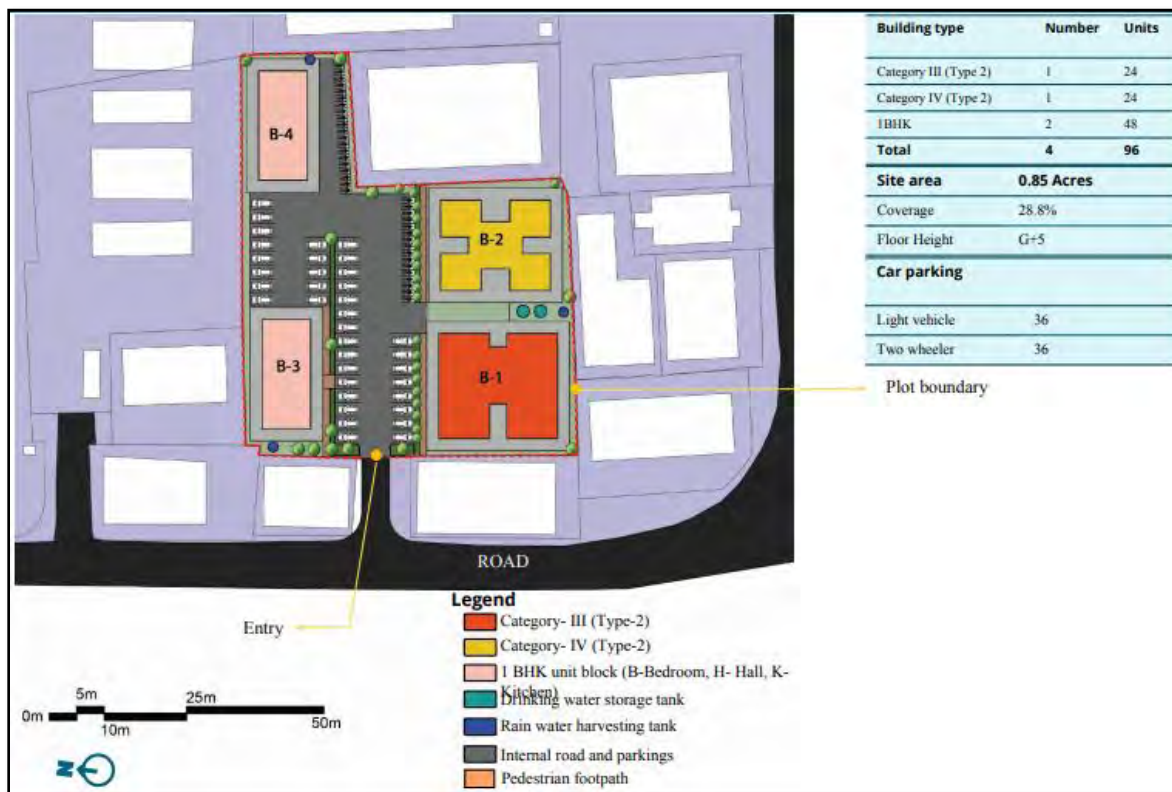 Building type Number Units
Category III (Type 2) 1 24
Category IV (Type 2) 1 24
1BHK 2 48
Total 4 96
Site area 0.85 Acres
Coverage 28.8%
Floor Height G+5
Car parking
Light vehicle 36
Two wheeler 36
B-4
B-2
B-3
B-1
Plot boundary
ROAD
Entry
Legend
Category- III (Type-2)
Category- IV (Type-2)
1 BHK unit block (B-Bedroom, H- Hall, K-
Kitchen)
Drinking water storage tank
Rain water harvesting tank
Internal road and parkings
Pedestrian footpath
0m 5m 10m 25m 50m
N